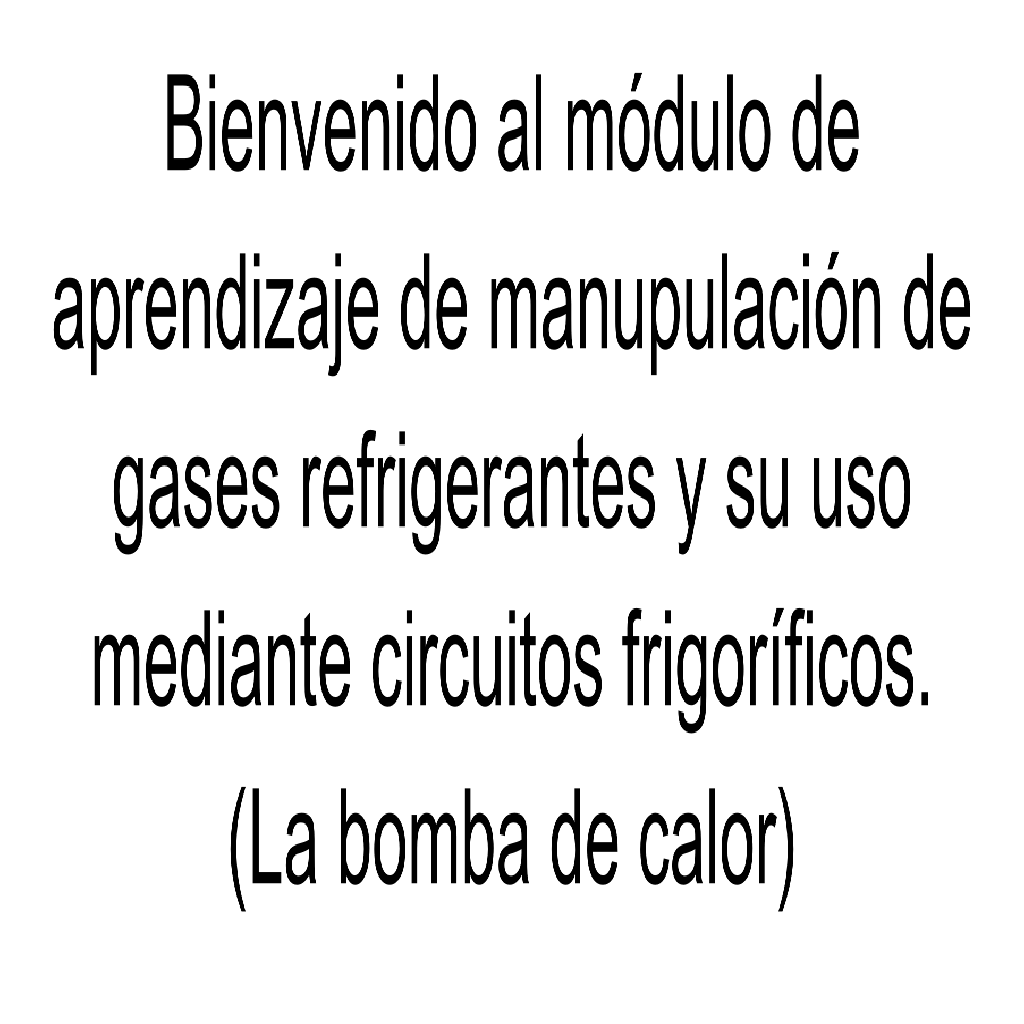 Bienvenido al módulo de
aprendizaje de manupulación de
gases refrigerantes y su uso
mediante circuitos frigoríficos.
(La bomba de calor)